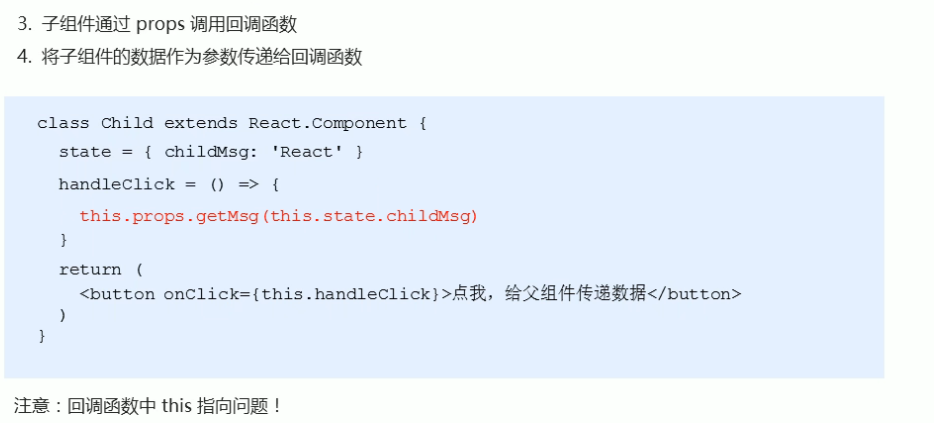 3. 子组件通过 props 调用回调函数
4. 将子组件的数据作为参数传递给回调函数
class Child extends React.Component {
state = { childMsg: 'React' }
handleClick = () => {
this.props.getMsg(this.state.childMsg)
}
return (
<button onClick={this.handleClick}>点我，给父组件传递数据</button>
)
}
注意：回调函数中 this 指向问题！